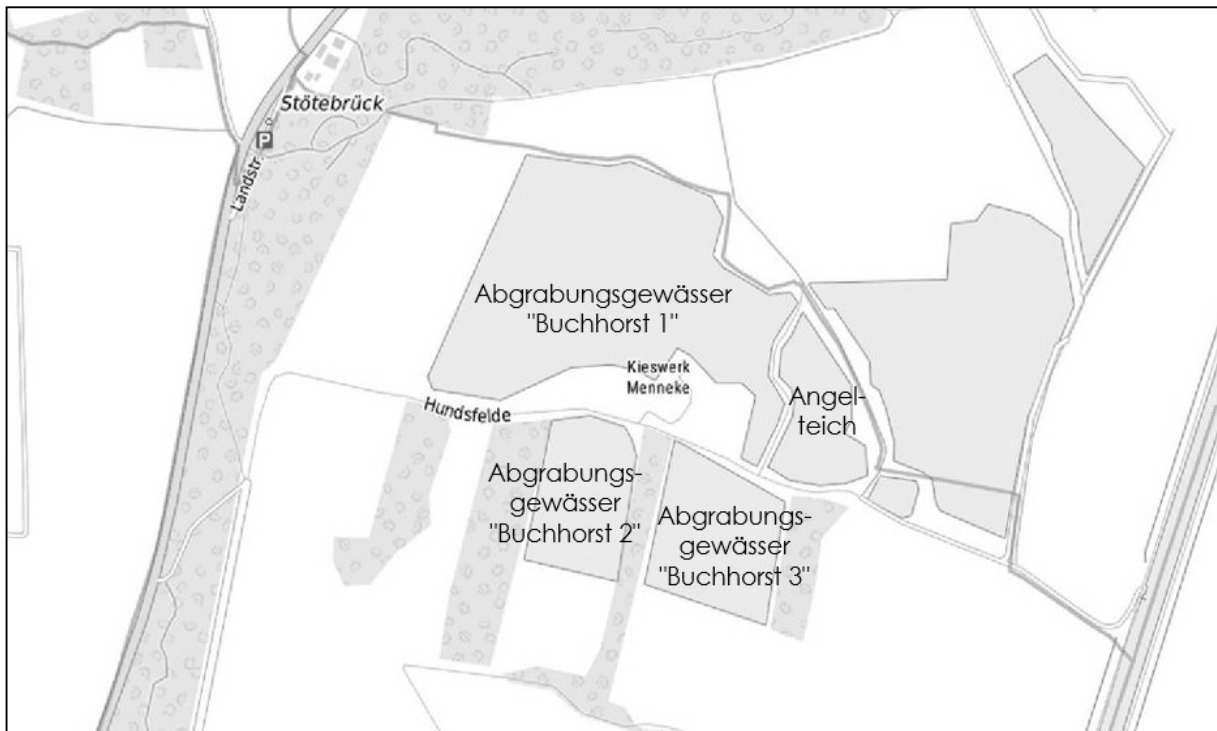 Stötebrück
P
Landstr.
Abgrabungsgewässer
"Buchhorst 1"
Kieswerk
Menneke
Angel-
teich
Hundsfelde
Abgrabungs-
gewässer
"Buchhorst 2"
Abgrabungs-
gewässer
"Buchhorst 3"